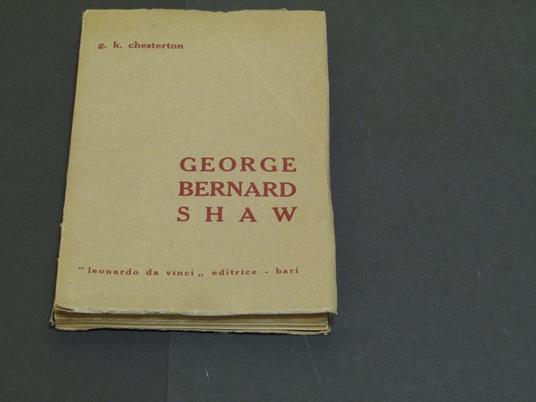 g. k. chesterton
GEORGE
BERNARD
SHAW
"leonardo da vinci„ editrice - bari